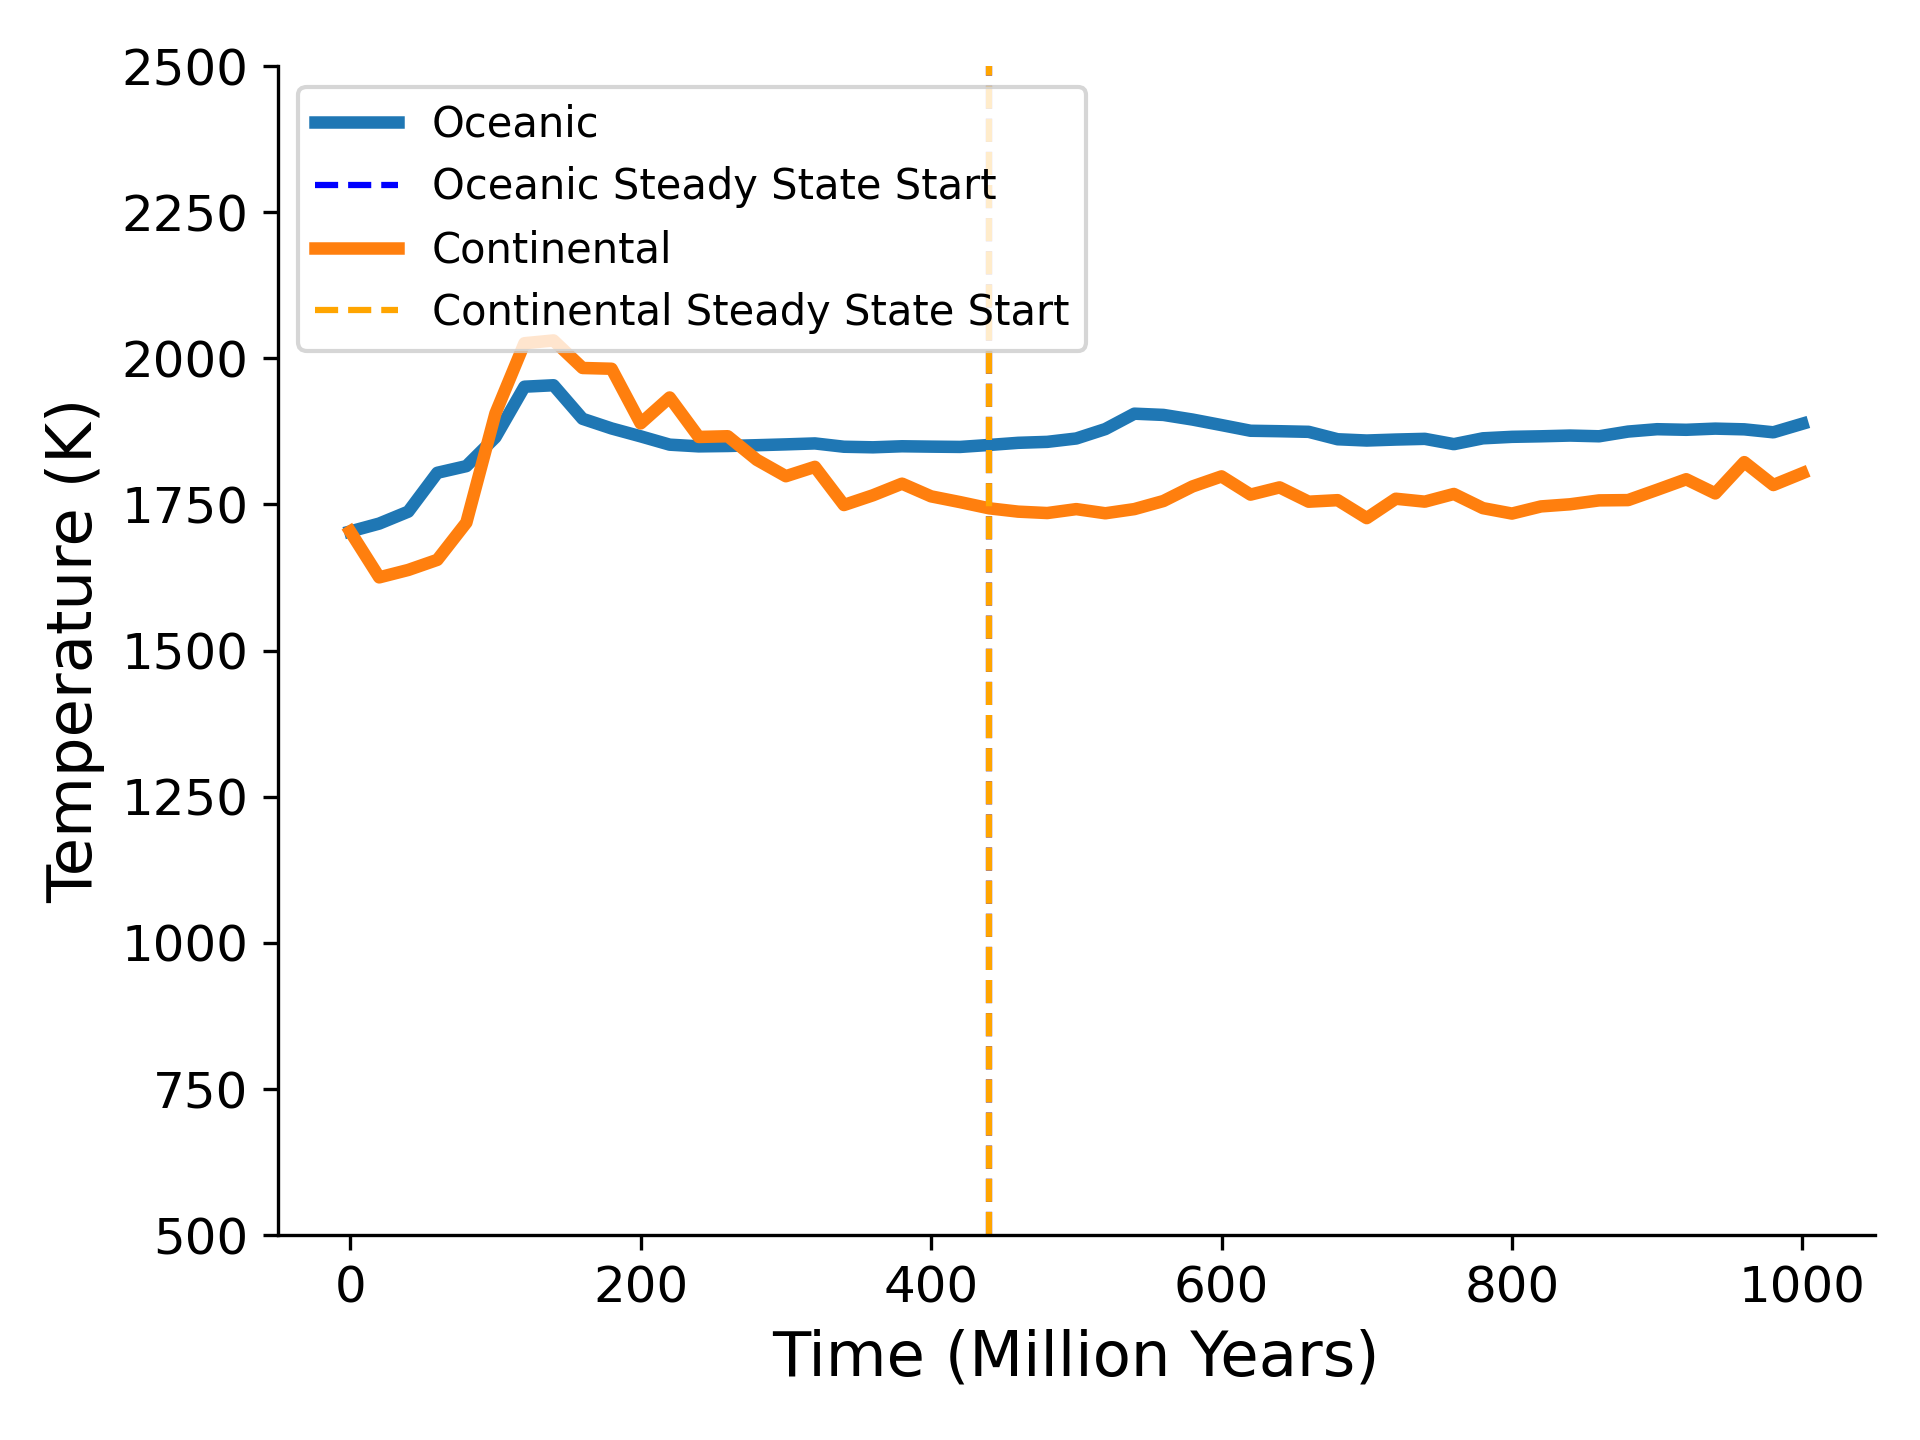 2500
2250
2000
1750
1500
1250
1000
750
500
Temperature (K)
Oceanic
Oceanic Steady State Start
Continental
Continental Steady State Start
0 200 400 600 800 1000
Time (Million Years)